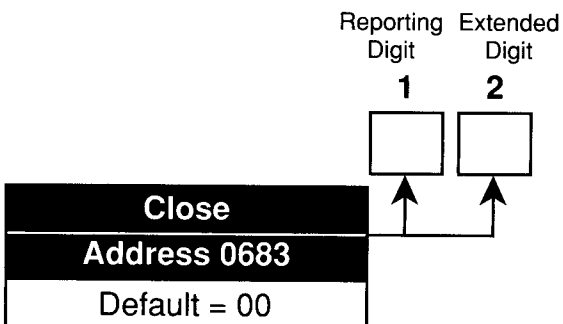 Reporting Extended
Digit Digit
1 2
Close
Address 0683
Default = 00